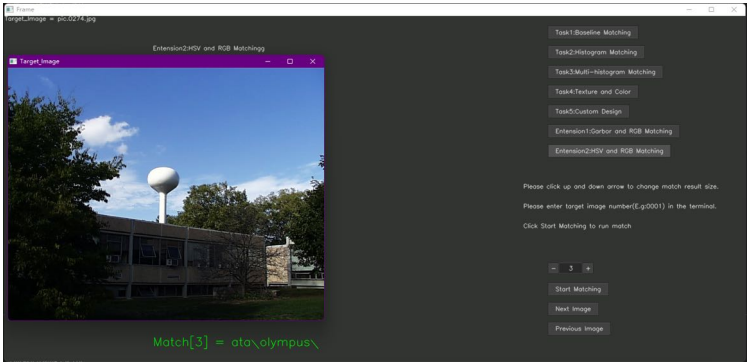 Frame
Target_Image = pic.0274.jpg
Entension2:HSV and RGB Matchingg
Target_Image
Match[3] = ata\olympus\
Task1:Baseline Matching
Task2:Histogram Matching
Task3:Multi-histogram Matching
Task4:Texture and Color
Task5:Custom Design
Entension1:Garbor and RGB Matching
Entension2:HSV and RGB Matching
Please click up and down arrow to change match result size.
Please enter target image number(E.g:0001) in the terminal.
Click Start Matching to run match
- 3 +
Start Matching
Next Image
Previous Image